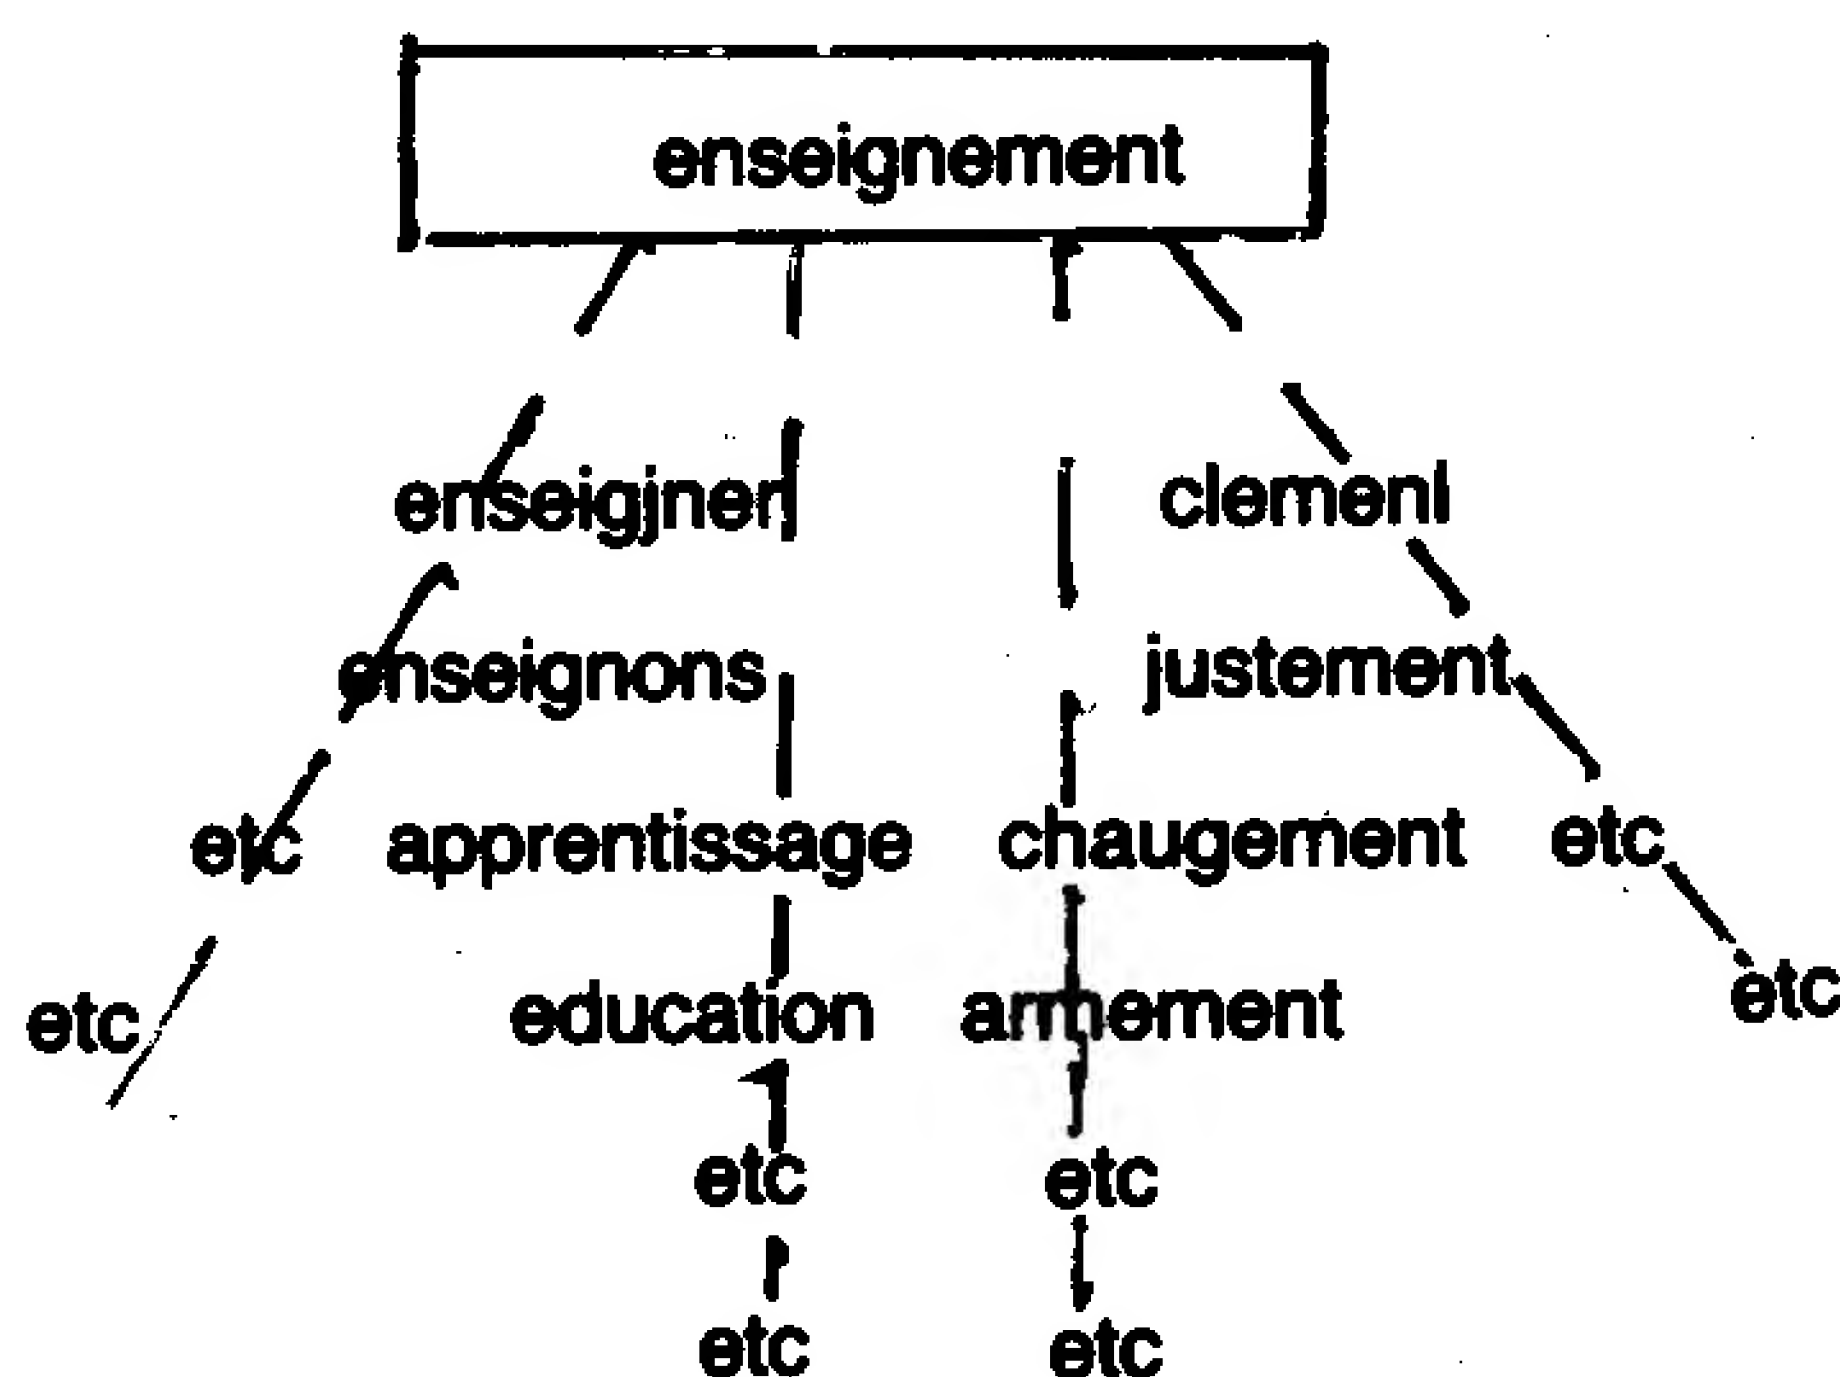 enseignement
enseigjner clement
enseignons justement
etc apprentissage chaugement etc
etc education armement etc
etc etc
etc etc